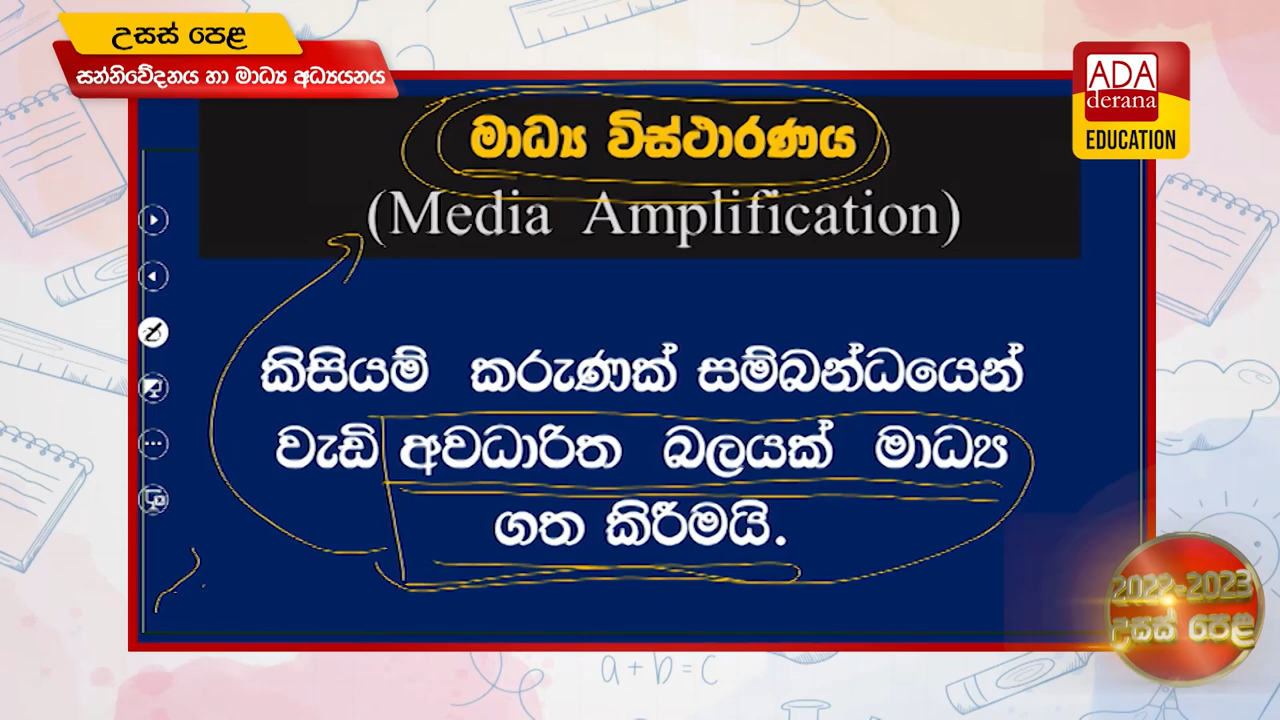 උසස් පෙළ
සන්නිවේදනය හා මාධ්‍ය අධ්‍යයනය
ADA
derana
EDUCATION
මාධ්‍ය විස්ථාරණය
(Media Amplification)
කිසියම් කරුණක් සම්බන්ධයෙන්
වැඩි අවධාරිත බලයක් මාධ්‍ය
ගත කිරීමයි.
2022-2023
උසස් පෙළ
a+b=c